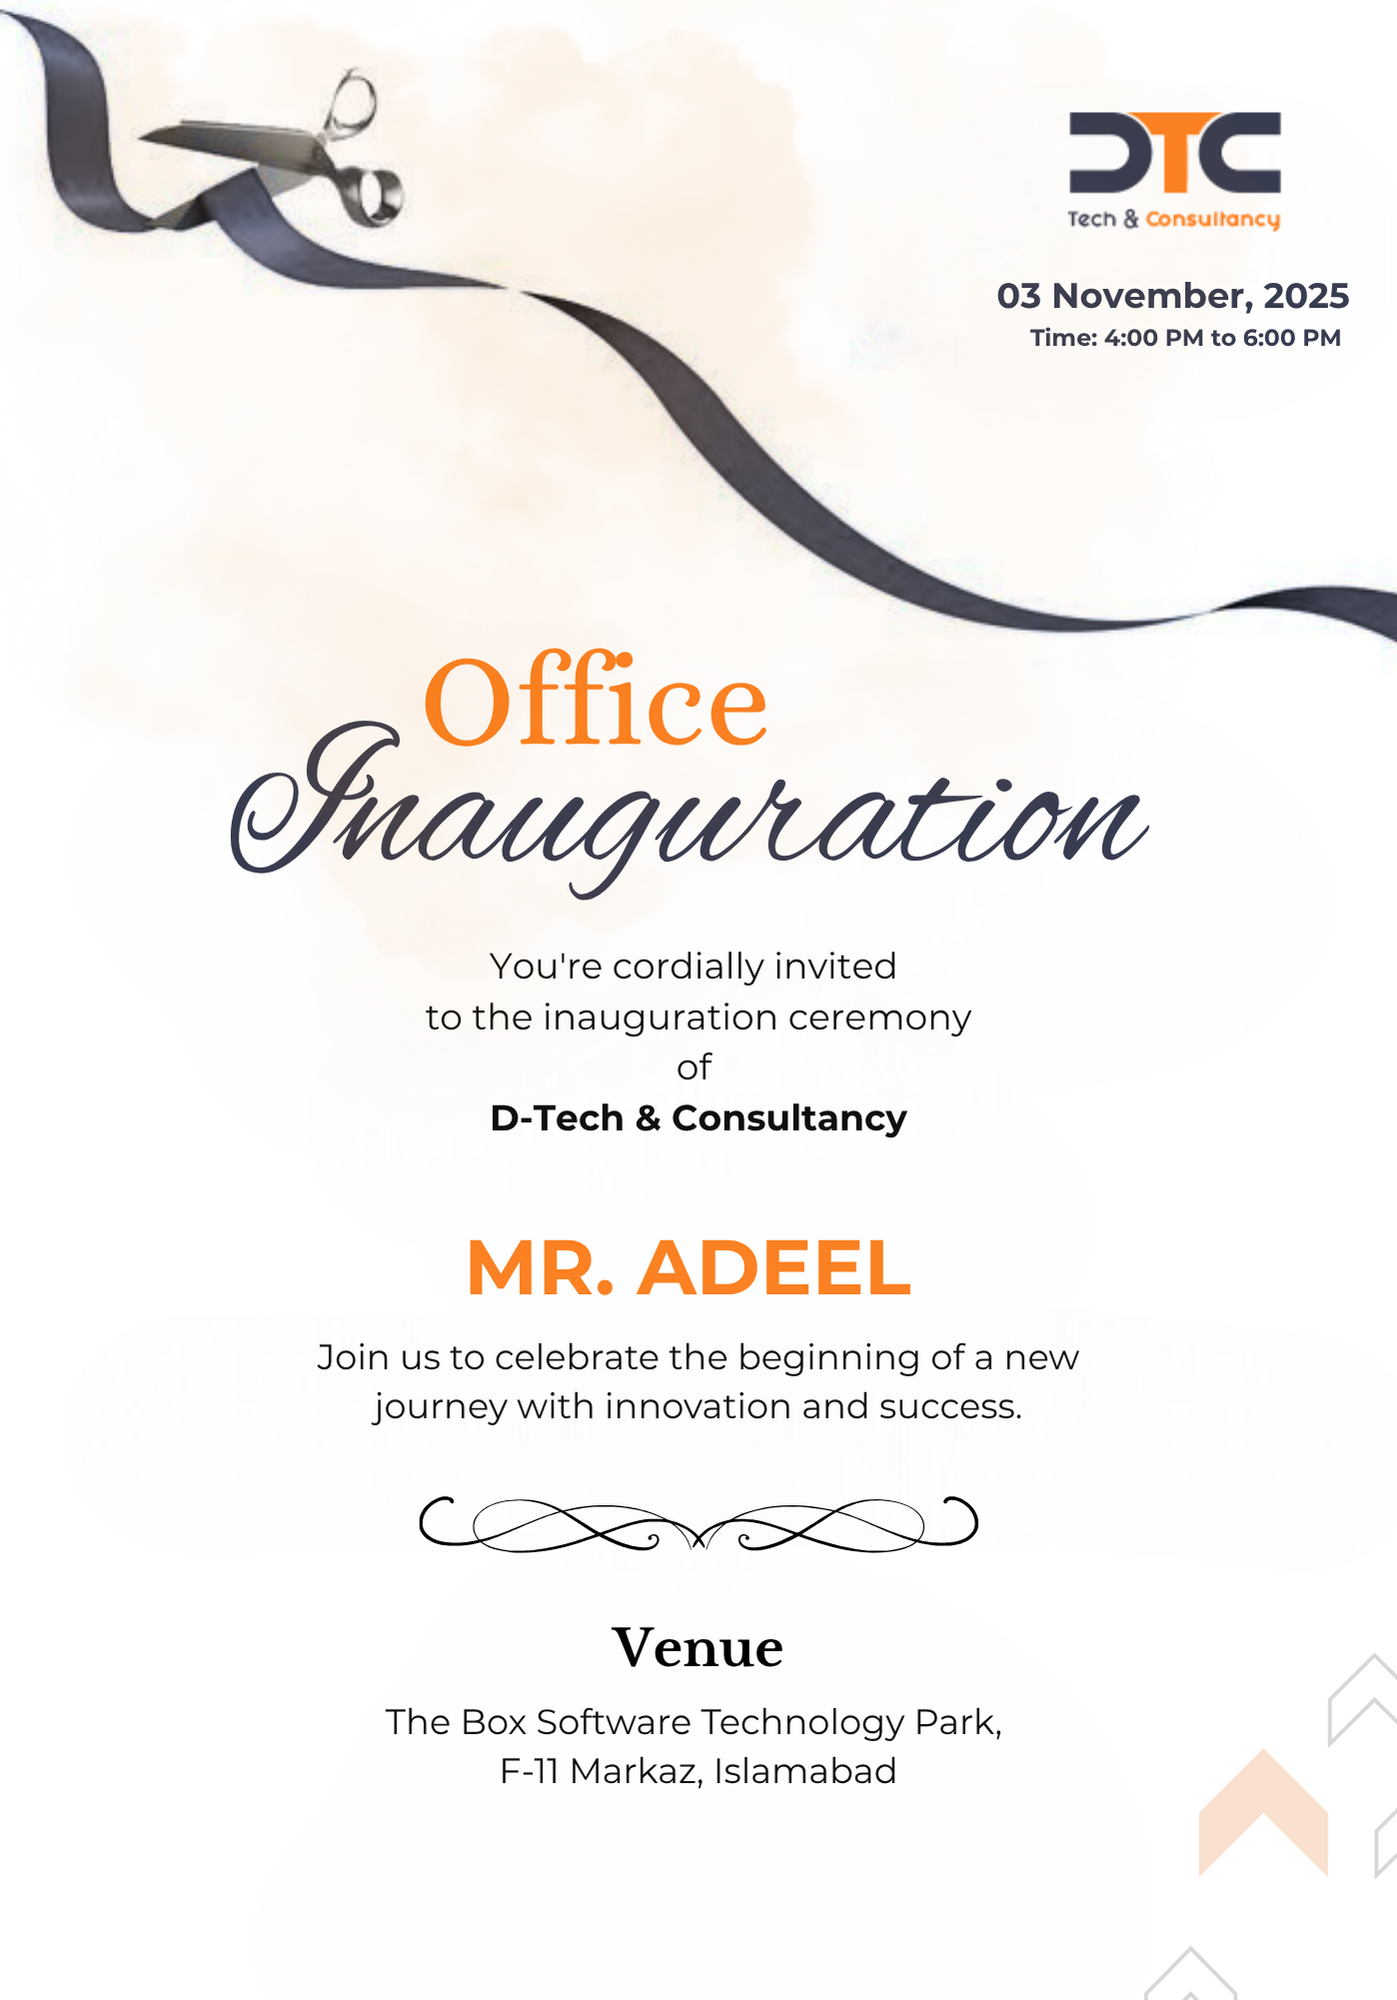 DTC
Tech & Consultancy
03 November, 2025
Time: 4:00 PM to 6:00 PM
Office
Inauguration
You're cordially invited
to the inauguration ceremony
of
D-Tech & Consultancy
MR. ADEEL
Join us to celebrate the beginning of a new
journey with innovation and success.
Venue
The Box Software Technology Park,
F-11 Markaz, Islamabad